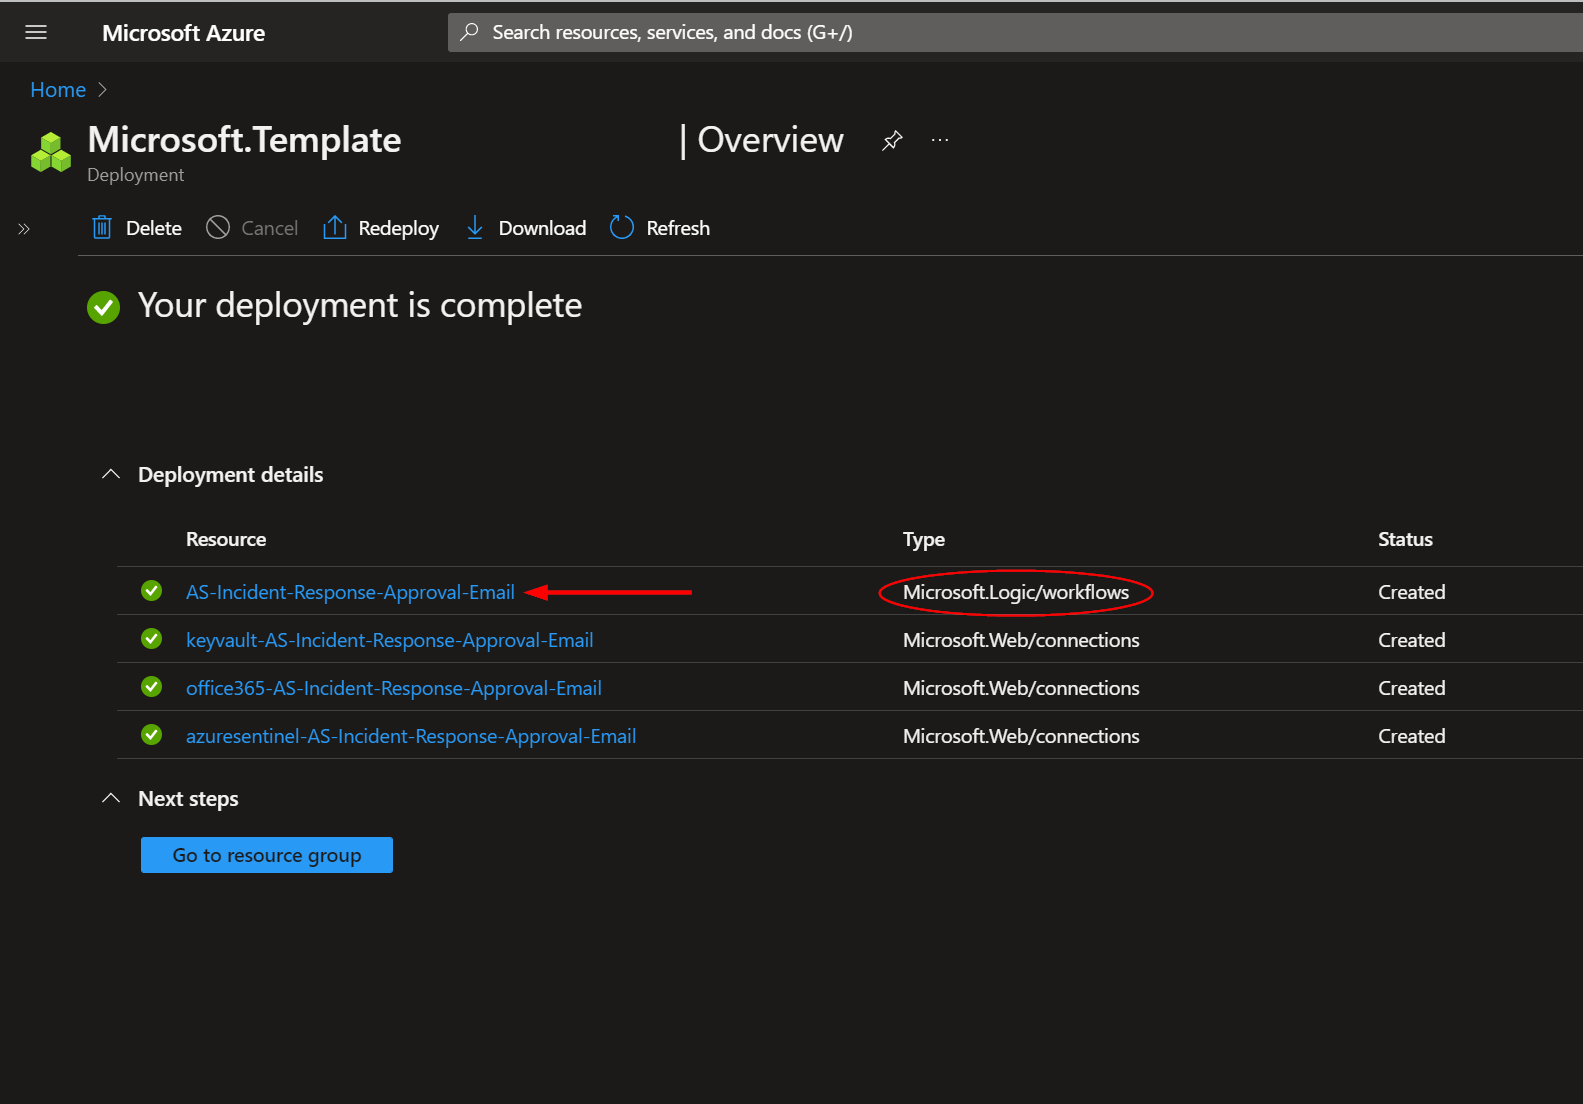 Microsoft Azure
Search resources, services, and docs (G+/)
Home
Microsoft.Template | Overview
Deployment
Delete Cancel Redeploy Download Refresh
Your deployment is complete
Deployment details
Resource Type Status
AS-Incident-Response-Approval-Email Microsoft.Logic/workflows Created
keyvault-AS-Incident-Response-Approval-Email Microsoft.Web/connections Created
office365-AS-Incident-Response-Approval-Email Microsoft.Web/connections Created
azuresentinel-AS-Incident-Response-Approval-Email Microsoft.Web/connections Created
Next steps
Go to resource group